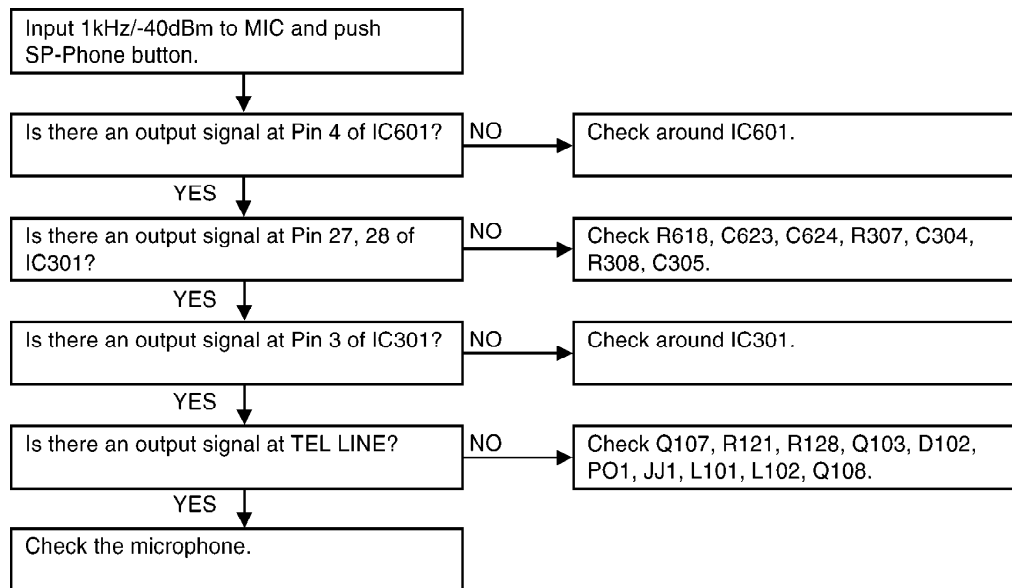 Input 1kHz/-40dBm to MIC and push
SP-Phone button.
Is there an output signal at Pin 4 of IC601?
NO
Check around IC601.
YES
Is there an output signal at Pin 27, 28 of
IC301?
NO
Check R618, C623, C624, R307, C304,
R308, C305.
YES
Is there an output signal at Pin 3 of IC301?
NO
Check around IC301.
YES
Is there an output signal at TEL LINE?
NO
Check Q107, R121, R128, Q103, D102,
PO1, JJ1, L101, L102, Q108.
YES
Check the microphone.